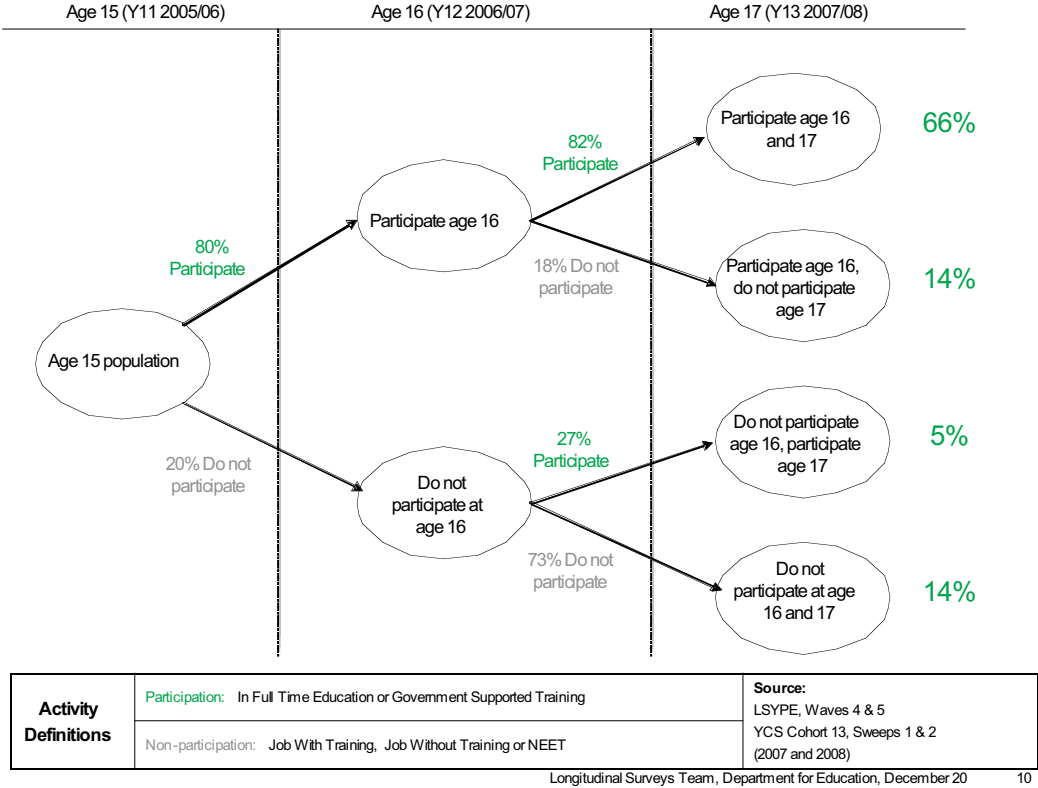 Age 15 (Y11 2005/06)
Age 16 (Y12 2006/07)
Age 17 (Y13 2007/08)
Participate age 16
and 17
66%
82%
Participate
Participate age 16
80%
Participate
18% Do not
participate
Participate age 16,
do not participate
age 17
14%
Age 15 population
20% Do not
participate
27%
Participate
Do not participate
age 16, participate
age 17
5%
Do not
participate at
age 16
73% Do not
participate
Do not
participate at age
16 and 17
14%
Activity
Definitions
Participation: In Full Time Education or Government Supported Training
Non-participation: Job With Training, Job Without Training or NEET
Source:
LSYPE, Waves 4 & 5
YCS Cohort 13, Sweeps 1 & 2
(2007 and 2008)
Longitudinal Surveys Team, Department for Education, December 20 10